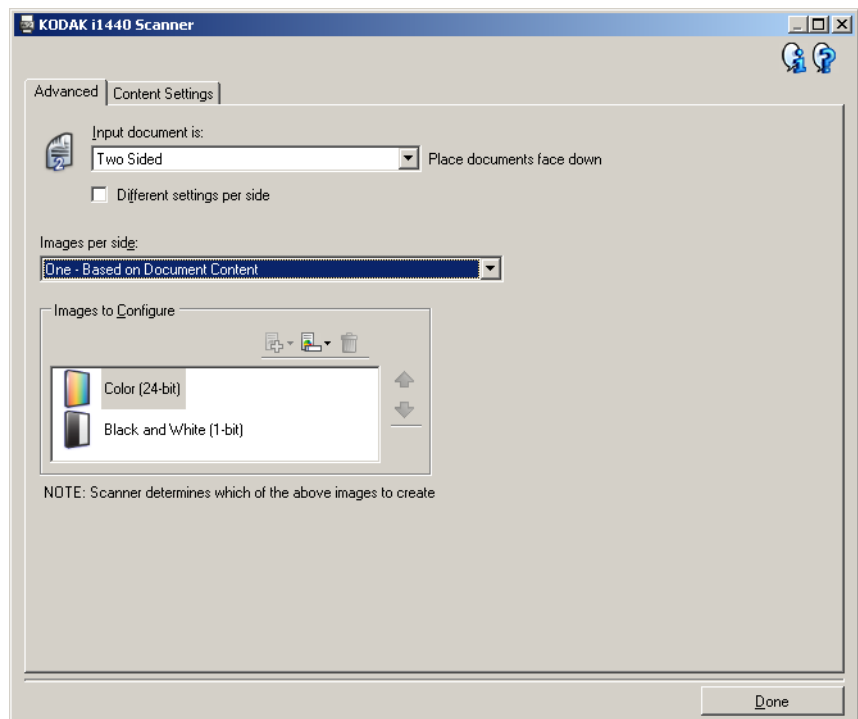 KODAK i1440 Scanner
Advanced
Content Settings
Input document is:
Two Sided
Place documents face down
Different settings per side
Images per side:
One - Based on Document Content
Images to Configure
Color (24-bit)
Black and White (1-bit)
NOTE: Scanner determines which of the above images to create
Done